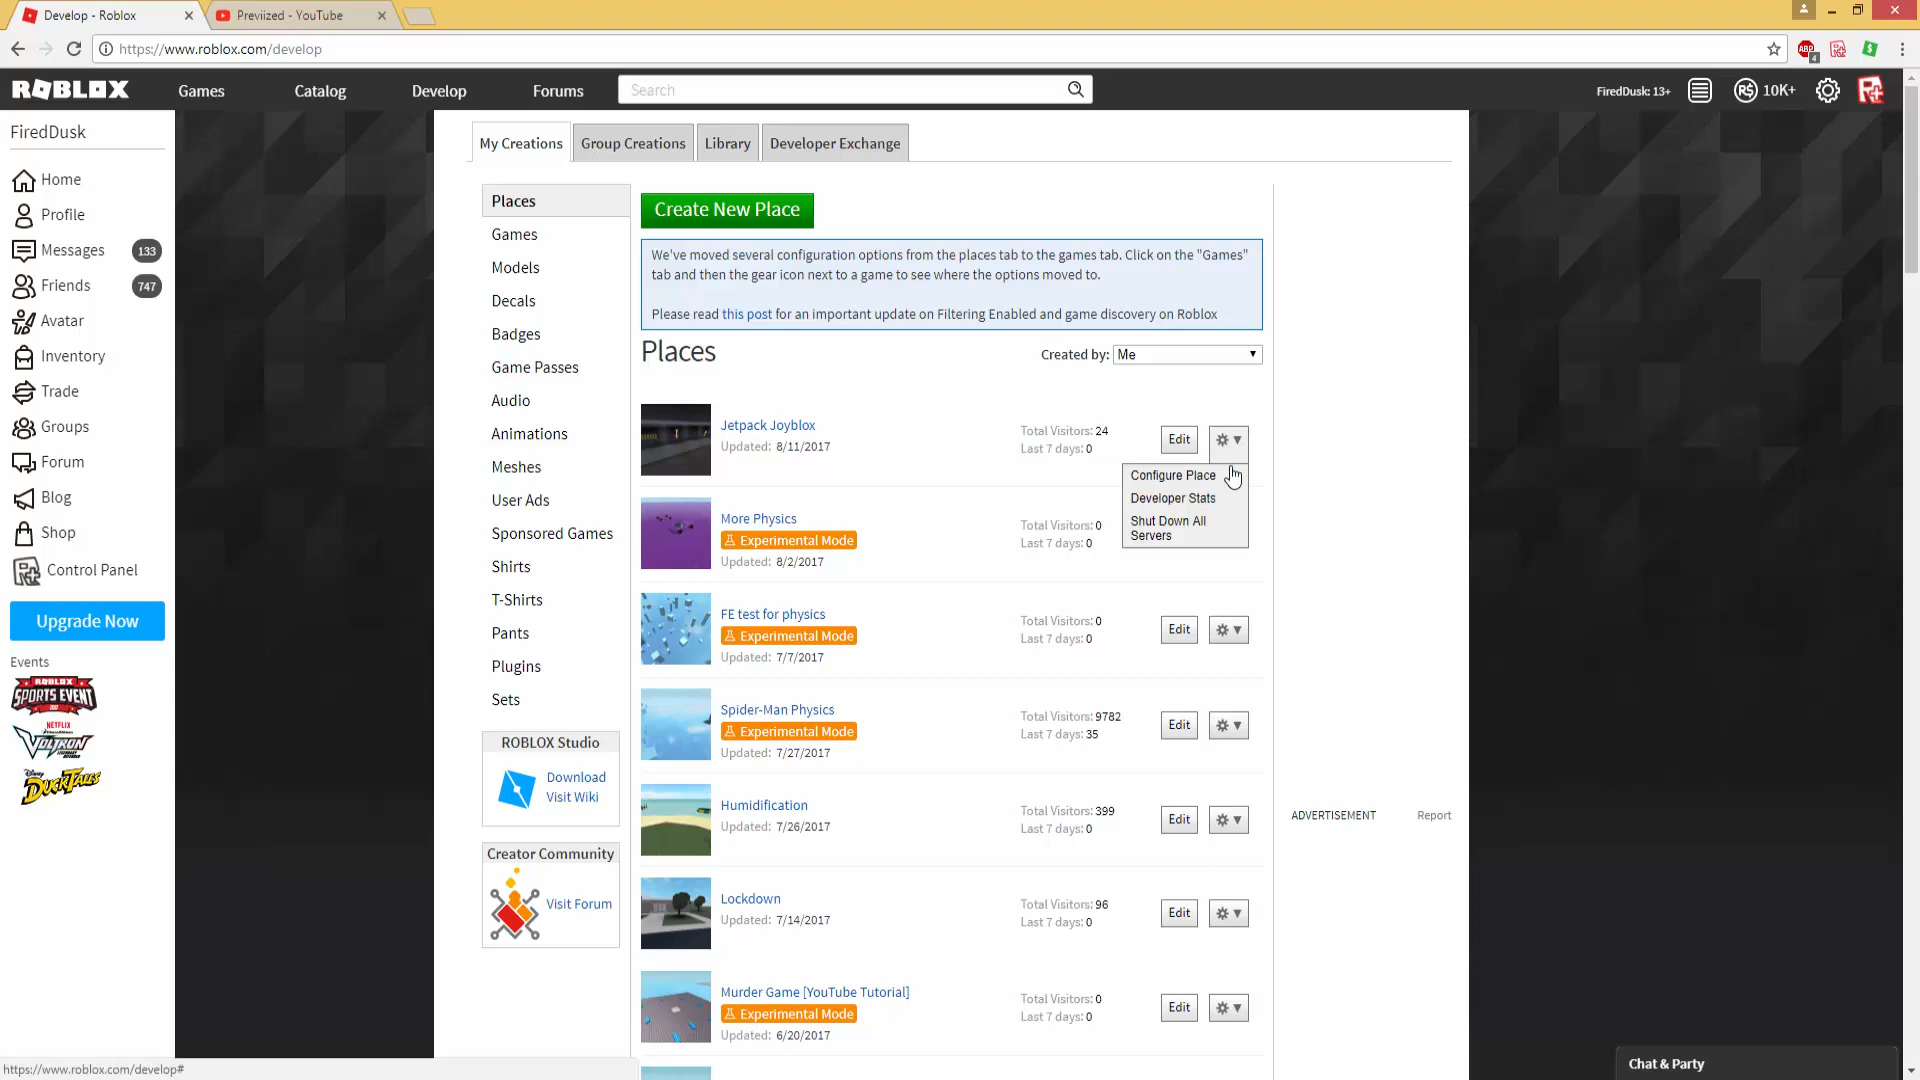 Develop - Roblox
Previized - YouTube
https://www.roblox.com/develop
ABP
4
ROBLOX
Games
Catalog
Develop
Forums
Search
FiredDusk: 13+
R$ 10K+
FiredDusk
Home
Profile
Messages 133
Friends 747
Avatar
Inventory
Trade
Groups
Forum
Blog
Shop
Control Panel
Upgrade Now
Events
ROBLOX
SPORTS EVENT
NETFLIX
VOLTRON
Disney
DUCKTALES
My Creations
Group Creations
Library
Developer Exchange
Places
Games
Models
Decals
Badges
Game Passes
Audio
Animations
Meshes
User Ads
Sponsored Games
Shirts
T-Shirts
Pants
Plugins
Sets
ROBLOX Studio
Download
Visit Wiki
Creator Community
Visit Forum
Create New Place
We've moved several configuration options from the places tab to the games tab. Click on the "Games"
tab and then the gear icon next to a game to see where the options moved to.
Please read this post for an important update on Filtering Enabled and game discovery on Roblox
Places
Created by: Me
Jetpack Joyblox
Updated: 8/11/2017
Total Visitors: 24
Last 7 days: 0
Edit
Configure Place
Developer Stats
Shut Down All
Servers
More Physics
Experimental Mode
Updated: 8/2/2017
Total Visitors: 0
Last 7 days: 0
FE test for physics
Experimental Mode
Updated: 7/7/2017
Total Visitors: 0
Last 7 days: 0
Edit
Spider-Man Physics
Experimental Mode
Updated: 7/27/2017
Total Visitors: 9782
Last 7 days: 35
Edit
Humidification
Updated: 7/26/2017
Total Visitors: 399
Last 7 days: 0
Edit
Lockdown
Updated: 7/14/2017
Total Visitors: 96
Last 7 days: 0
Edit
Murder Game [YouTube Tutorial]
Experimental Mode
Updated: 6/20/2017
Total Visitors: 0
Last 7 days: 0
Edit
ADVERTISEMENT
Report
https://www.roblox.com/develop#
Chat & Party